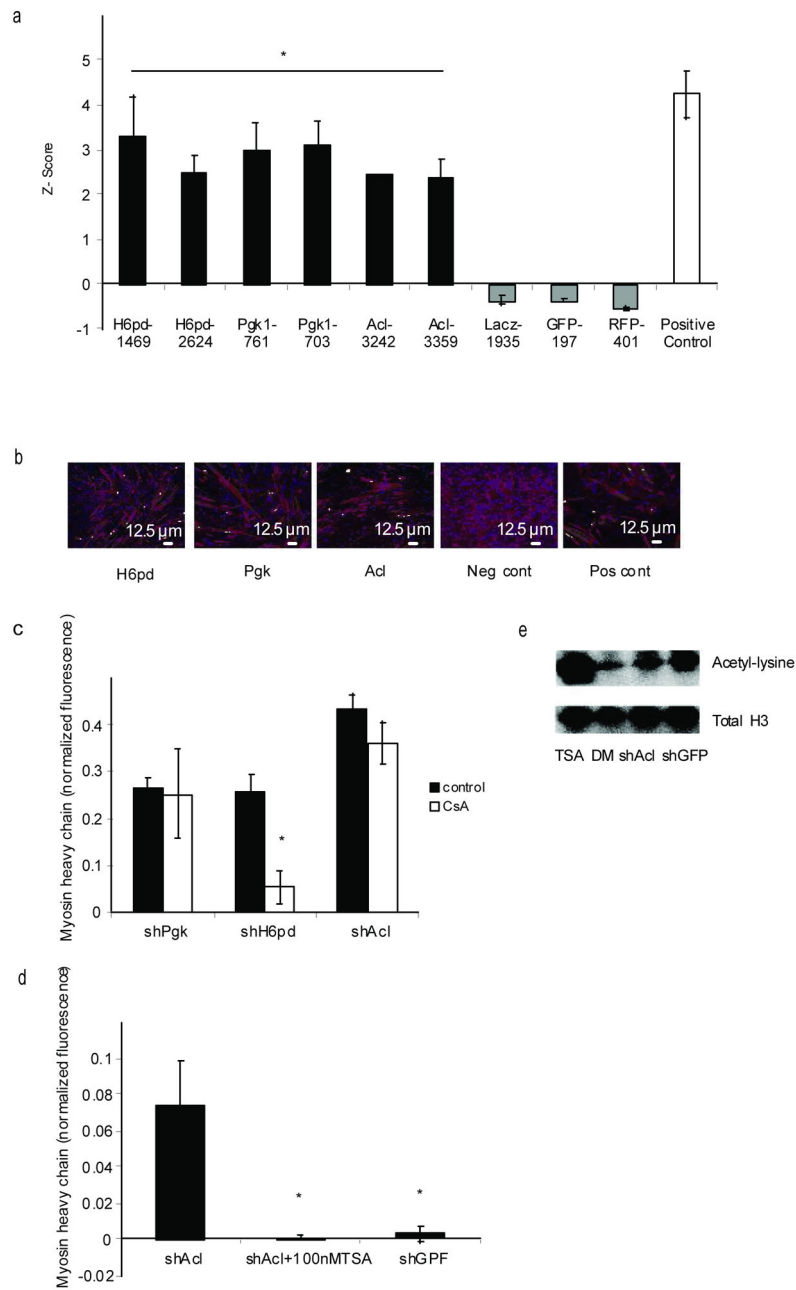 a
*
Z- Score
5
4
3
2
1
0
-1
H6pd-1469
H6pd-2624
Pgk1-761
Pgk1-703
Acl-3242
Acl-3359
Lacz-1935
GFP-197
RFP-401
Positive Control
b
12.5 µm
12.5 µm
12.5 µm
12.5 µm
12.5 µm
H6pd
Pgk
Acl
Neg cont
Pos cont
c
Myosin heavy chain (normalized fluorescence)
0.4
0.3
0.2
0.1
0
*
control
CsA
shPgk
shH6pd
shAcl
e
Acetyl-lysine
Total H3
TSA DM shAcl shGFP
d
Myosin heavy chain (normalized fluorescence)
0.1
0.08
0.06
0.04
0.02
0
-0.02
*
*
shAcl
shAcl+100nMTSA
shGPF